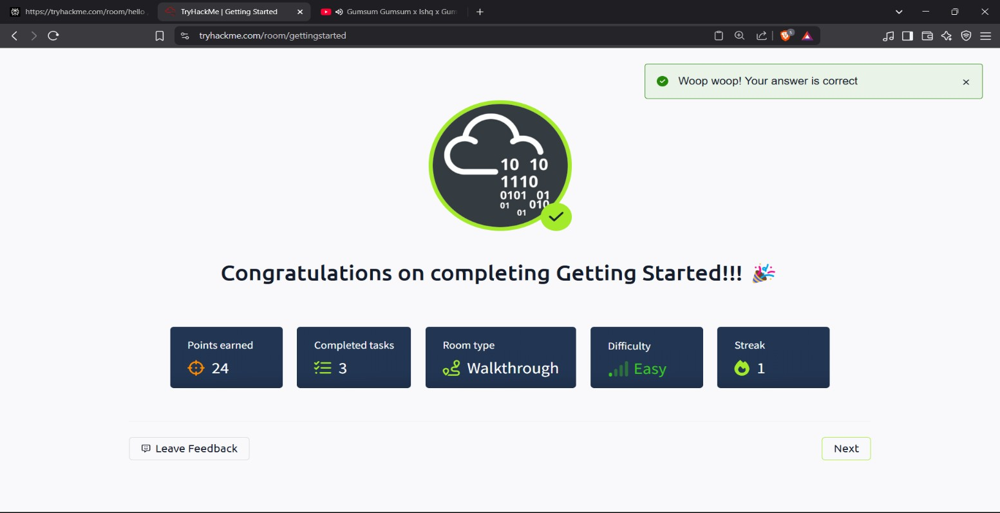 https://tryhackme.com/room/hello
TryHackMe | Getting Started
Gumsum Gumsum x Ishq x Gum
tryhackme.com/room/gettingstarted
5
Woop woop! Your answer is correct
10 10
1110
0101 01
01 010
01
Congratulations on completing Getting Started!!! 🎉
Points earned
24
Completed tasks
3
Room type
Walkthrough
Difficulty
Easy
Streak
1
Leave Feedback
Next